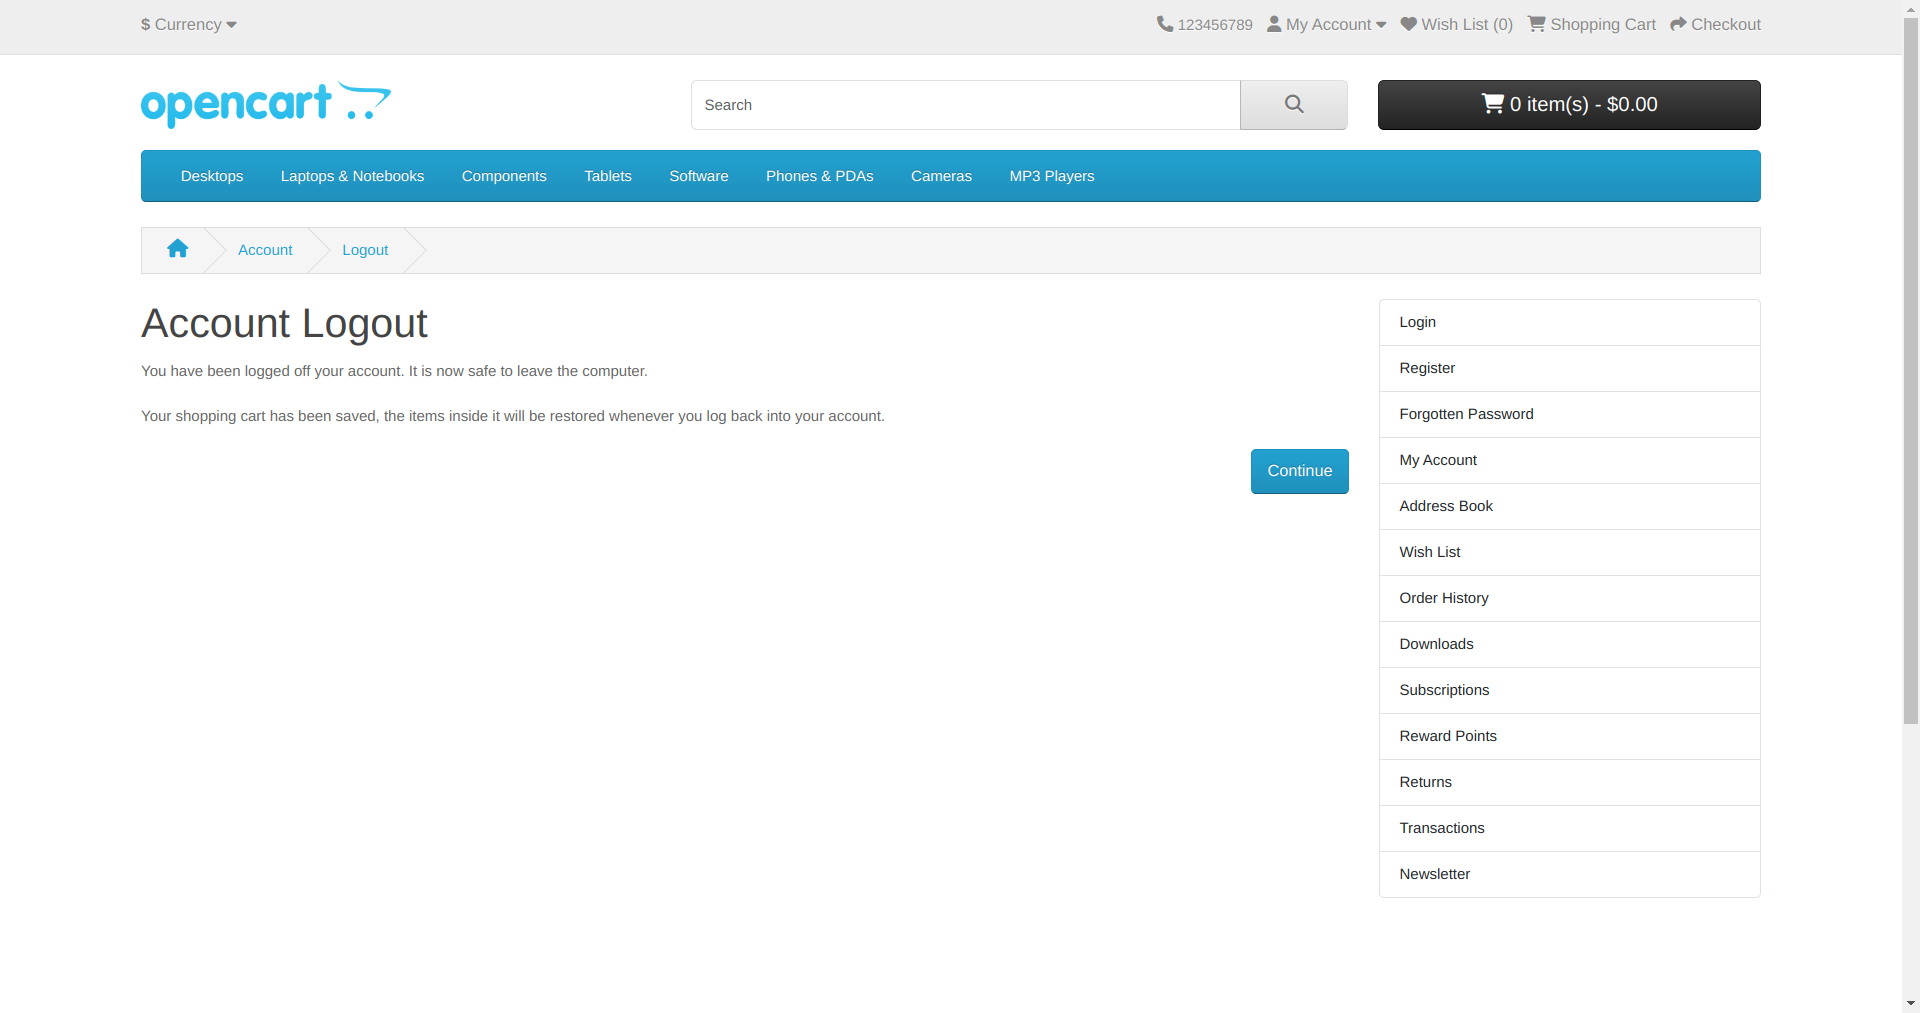 $ Currency
123456789 My Account Wish List (0) Shopping Cart Checkout
opencart
Search
0 item(s) - $0.00
Desktops Laptops & Notebooks Components Tablets Software Phones & PDAs Cameras MP3 Players
Account Logout
Account Logout
You have been logged off your account. It is now safe to leave the computer.
Your shopping cart has been saved, the items inside it will be restored whenever you log back into your account.
Continue
Login
Register
Forgotten Password
My Account
Address Book
Wish List
Order History
Downloads
Subscriptions
Reward Points
Returns
Transactions
Newsletter